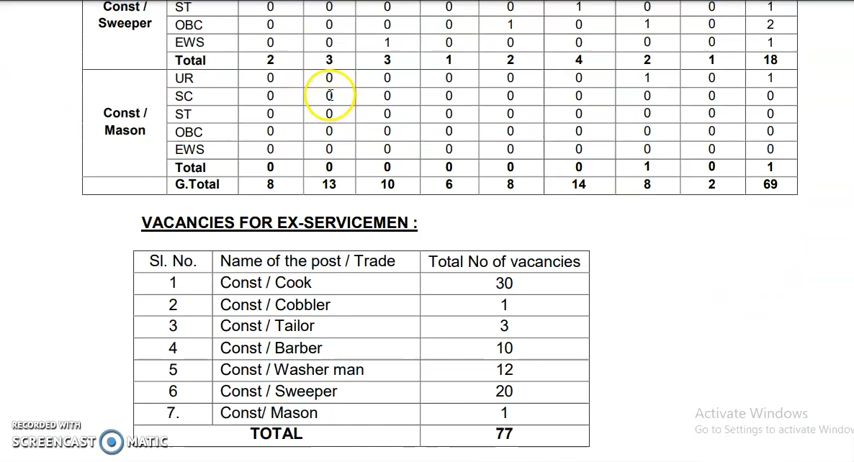 Const / Sweeper ST 0 0 0 0 0 1 0 0 1
OBC 0 0 0 0 1 0 1 0 2
EWS 0 0 1 0 0 0 0 0 1
Total 2 3 3 1 2 4 2 1 18
Const / Mason UR 0 0 0 0 0 0 1 0 1
SC 0 0 0 0 0 0 0 0 0
ST 0 0 0 0 0 0 0 0 0
OBC 0 0 0 0 0 0 0 0 0
EWS 0 0 0 0 0 0 0 0 0
Total 0 0 0 0 0 0 1 0 1
G.Total 8 13 10 6 8 14 8 2 69
VACANCIES FOR EX-SERVICEMEN :
Sl. No. Name of the post / Trade Total No of vacancies
1 Const / Cook 30
2 Const / Cobbler 1
3 Const / Tailor 3
4 Const / Barber 10
5 Const / Washer man 12
6 Const / Sweeper 20
7. Const/ Mason 1
TOTAL 77
Activate Windows
Go to Settings to activate Windows
RECORDED WITH
SCREENCAST MATIC